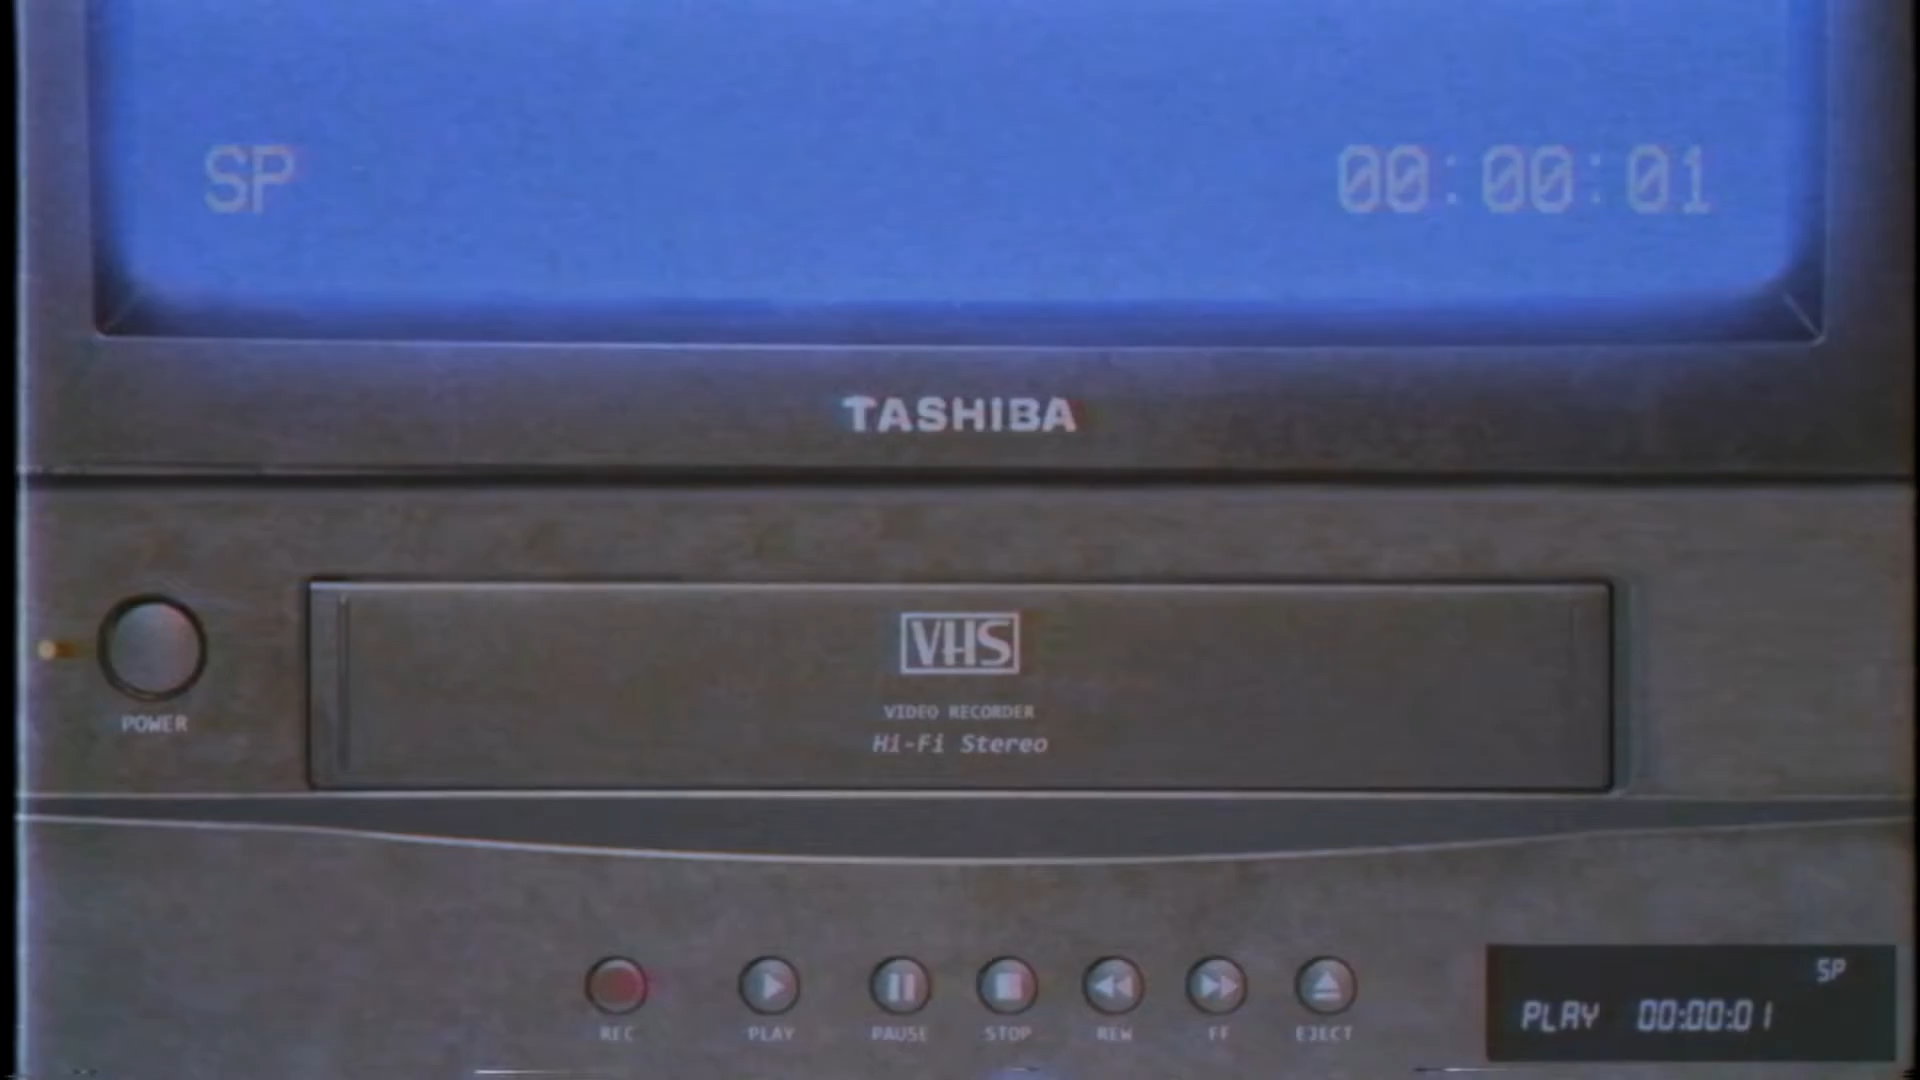 SP 00:00:01
TASHIBA
VHS
POWER
VIDEO RECORDER
Hi-Fi Stereo
REC PLAY PAUSE STOP REW FF EJECT
SP
PLAY 00:00:01